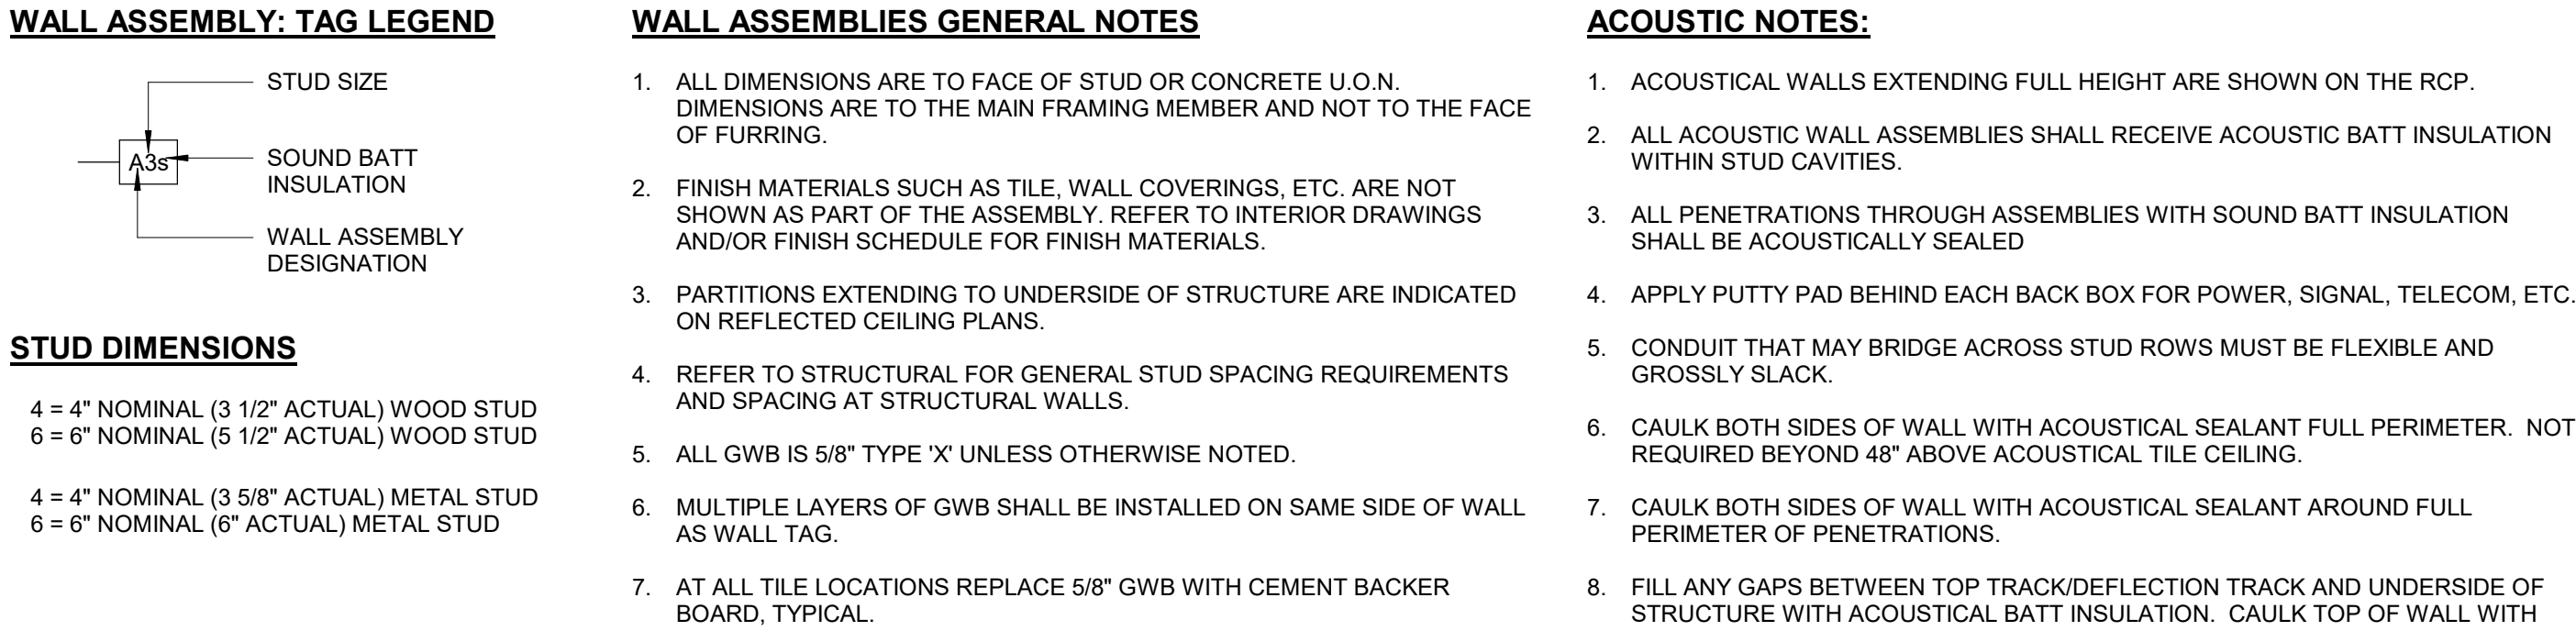 WALL ASSEMBLY: TAG LEGEND
STUD SIZE
A3s
SOUND BATT
INSULATION
WALL ASSEMBLY
DESIGNATION
STUD DIMENSIONS
4 = 4" NOMINAL (3 1/2" ACTUAL) WOOD STUD
6 = 6" NOMINAL (5 1/2" ACTUAL) WOOD STUD
4 = 4" NOMINAL (3 5/8" ACTUAL) METAL STUD
6 = 6" NOMINAL (6" ACTUAL) METAL STUD
WALL ASSEMBLIES GENERAL NOTES
1. ALL DIMENSIONS ARE TO FACE OF STUD OR CONCRETE U.O.N.
DIMENSIONS ARE TO THE MAIN FRAMING MEMBER AND NOT TO THE FACE
OF FURRING.
2. FINISH MATERIALS SUCH AS TILE, WALL COVERINGS, ETC. ARE NOT
SHOWN AS PART OF THE ASSEMBLY. REFER TO INTERIOR DRAWINGS
AND/OR FINISH SCHEDULE FOR FINISH MATERIALS.
3. PARTITIONS EXTENDING TO UNDERSIDE OF STRUCTURE ARE INDICATED
ON REFLECTED CEILING PLANS.
4. REFER TO STRUCTURAL FOR GENERAL STUD SPACING REQUIREMENTS
AND SPACING AT STRUCTURAL WALLS.
5. ALL GWB IS 5/8" TYPE 'X' UNLESS OTHERWISE NOTED.
6. MULTIPLE LAYERS OF GWB SHALL BE INSTALLED ON SAME SIDE OF WALL
AS WALL TAG.
7. AT ALL TILE LOCATIONS REPLACE 5/8" GWB WITH CEMENT BACKER
BOARD, TYPICAL.
ACOUSTIC NOTES:
1. ACOUSTICAL WALLS EXTENDING FULL HEIGHT ARE SHOWN ON THE RCP.
2. ALL ACOUSTIC WALL ASSEMBLIES SHALL RECEIVE ACOUSTIC BATT INSULATION
WITHIN STUD CAVITIES.
3. ALL PENETRATIONS THROUGH ASSEMBLIES WITH SOUND BATT INSULATION
SHALL BE ACOUSTICALLY SEALED
4. APPLY PUTTY PAD BEHIND EACH BACK BOX FOR POWER, SIGNAL, TELECOM, ETC.
5. CONDUIT THAT MAY BRIDGE ACROSS STUD ROWS MUST BE FLEXIBLE AND
GROSSLY SLACK.
6. CAULK BOTH SIDES OF WALL WITH ACOUSTICAL SEALANT FULL PERIMETER. NOT
REQUIRED BEYOND 48" ABOVE ACOUSTICAL TILE CEILING.
7. CAULK BOTH SIDES OF WALL WITH ACOUSTICAL SEALANT AROUND FULL
PERIMETER OF PENETRATIONS.
8. FILL ANY GAPS BETWEEN TOP TRACK/DEFLECTION TRACK AND UNDERSIDE OF
STRUCTURE WITH ACOUSTICAL BATT INSULATION. CAULK TOP OF WALL WITH